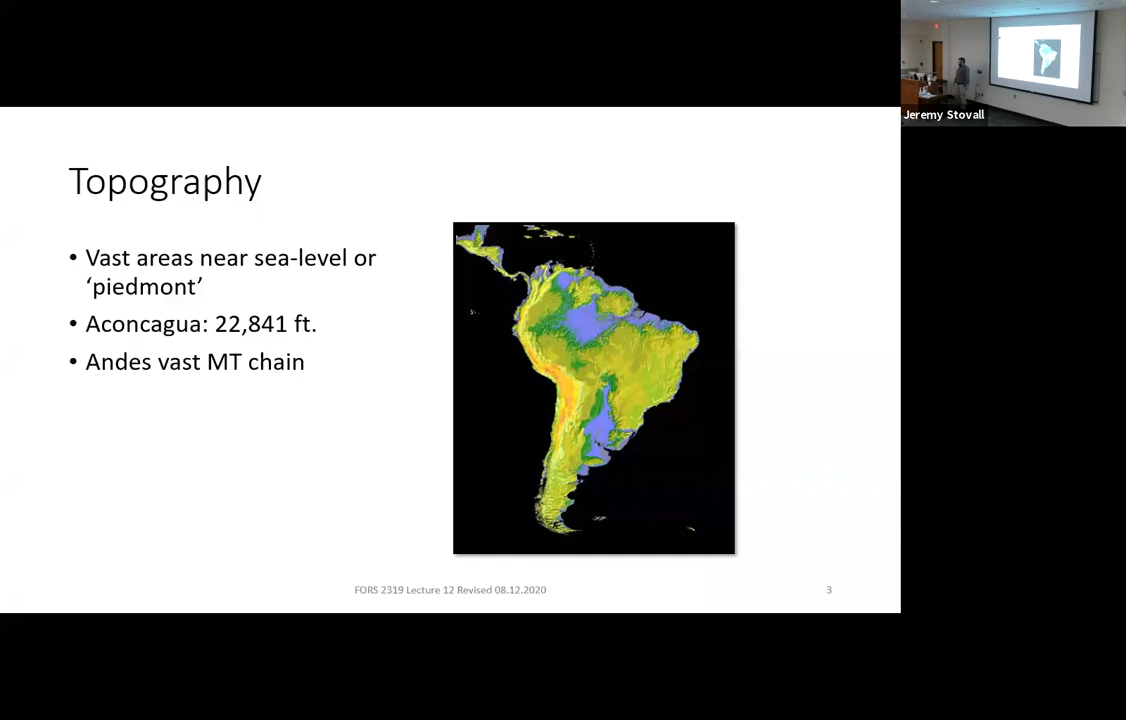 Jeremy Stovall
Topography
• Vast areas near sea-level or
‘piedmont’
• Aconcagua: 22,841 ft.
• Andes vast MT chain
FORS 2319 Lecture 12 Revised 08.12.2020
3